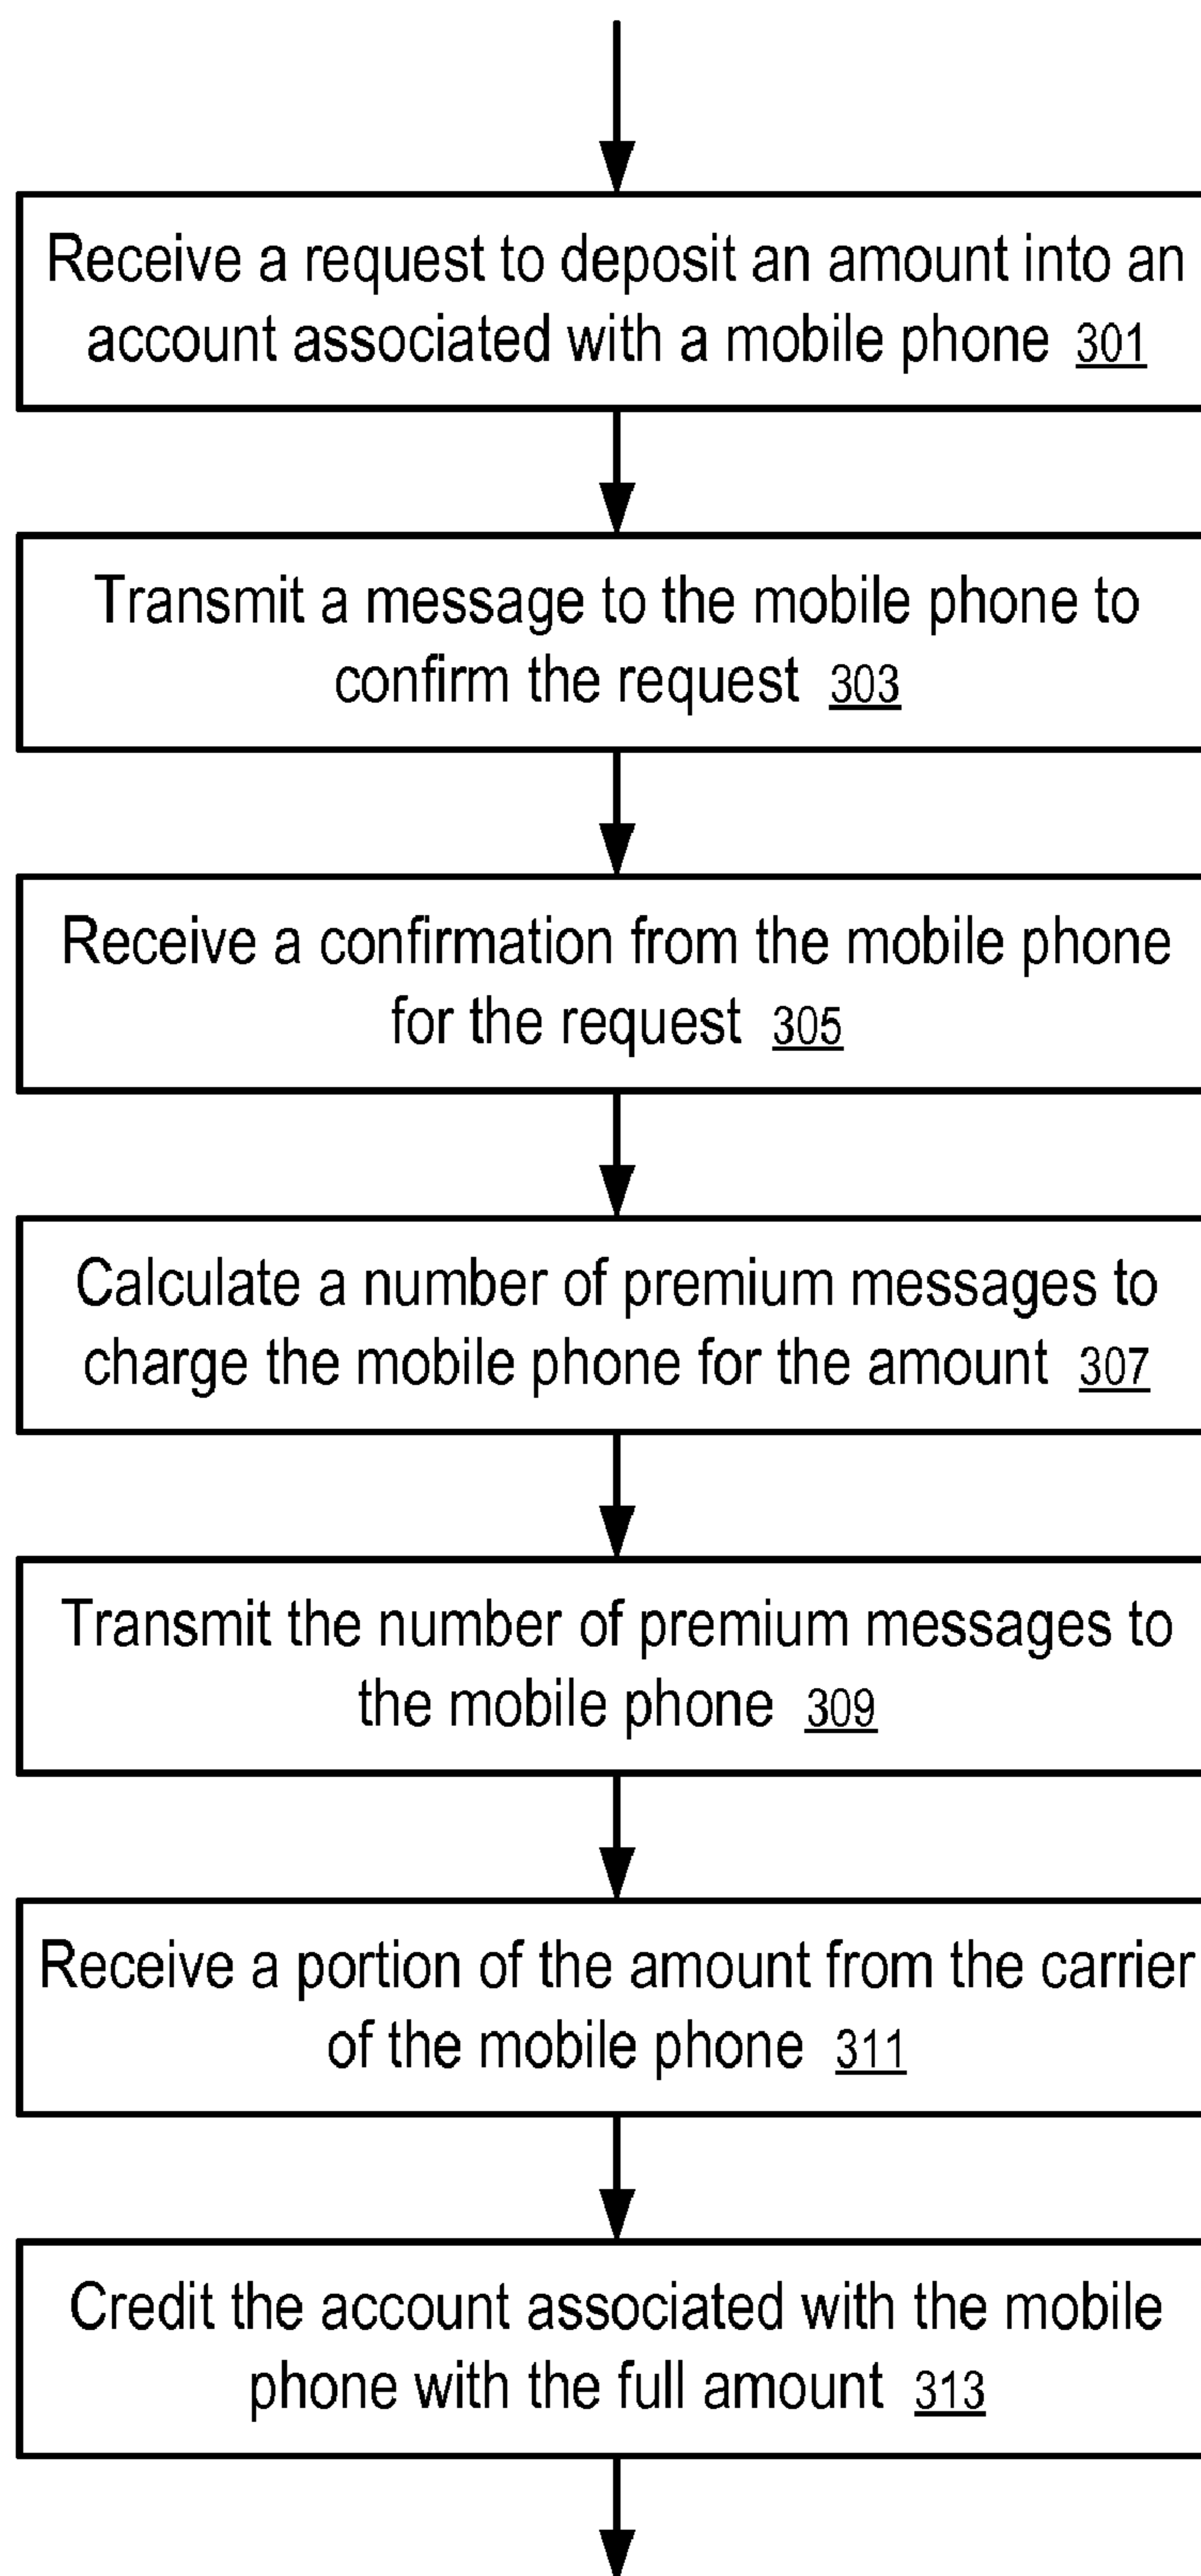 Receive a request to deposit an amount into an
account associated with a mobile phone 301
Transmit a message to the mobile phone to
confirm the request 303
Receive a confirmation from the mobile phone
for the request 305
Calculate a number of premium messages to
charge the mobile phone for the amount 307
Transmit the number of premium messages to
the mobile phone 309
Receive a portion of the amount from the carrier
of the mobile phone 311
Credit the account associated with the mobile
phone with the full amount 313